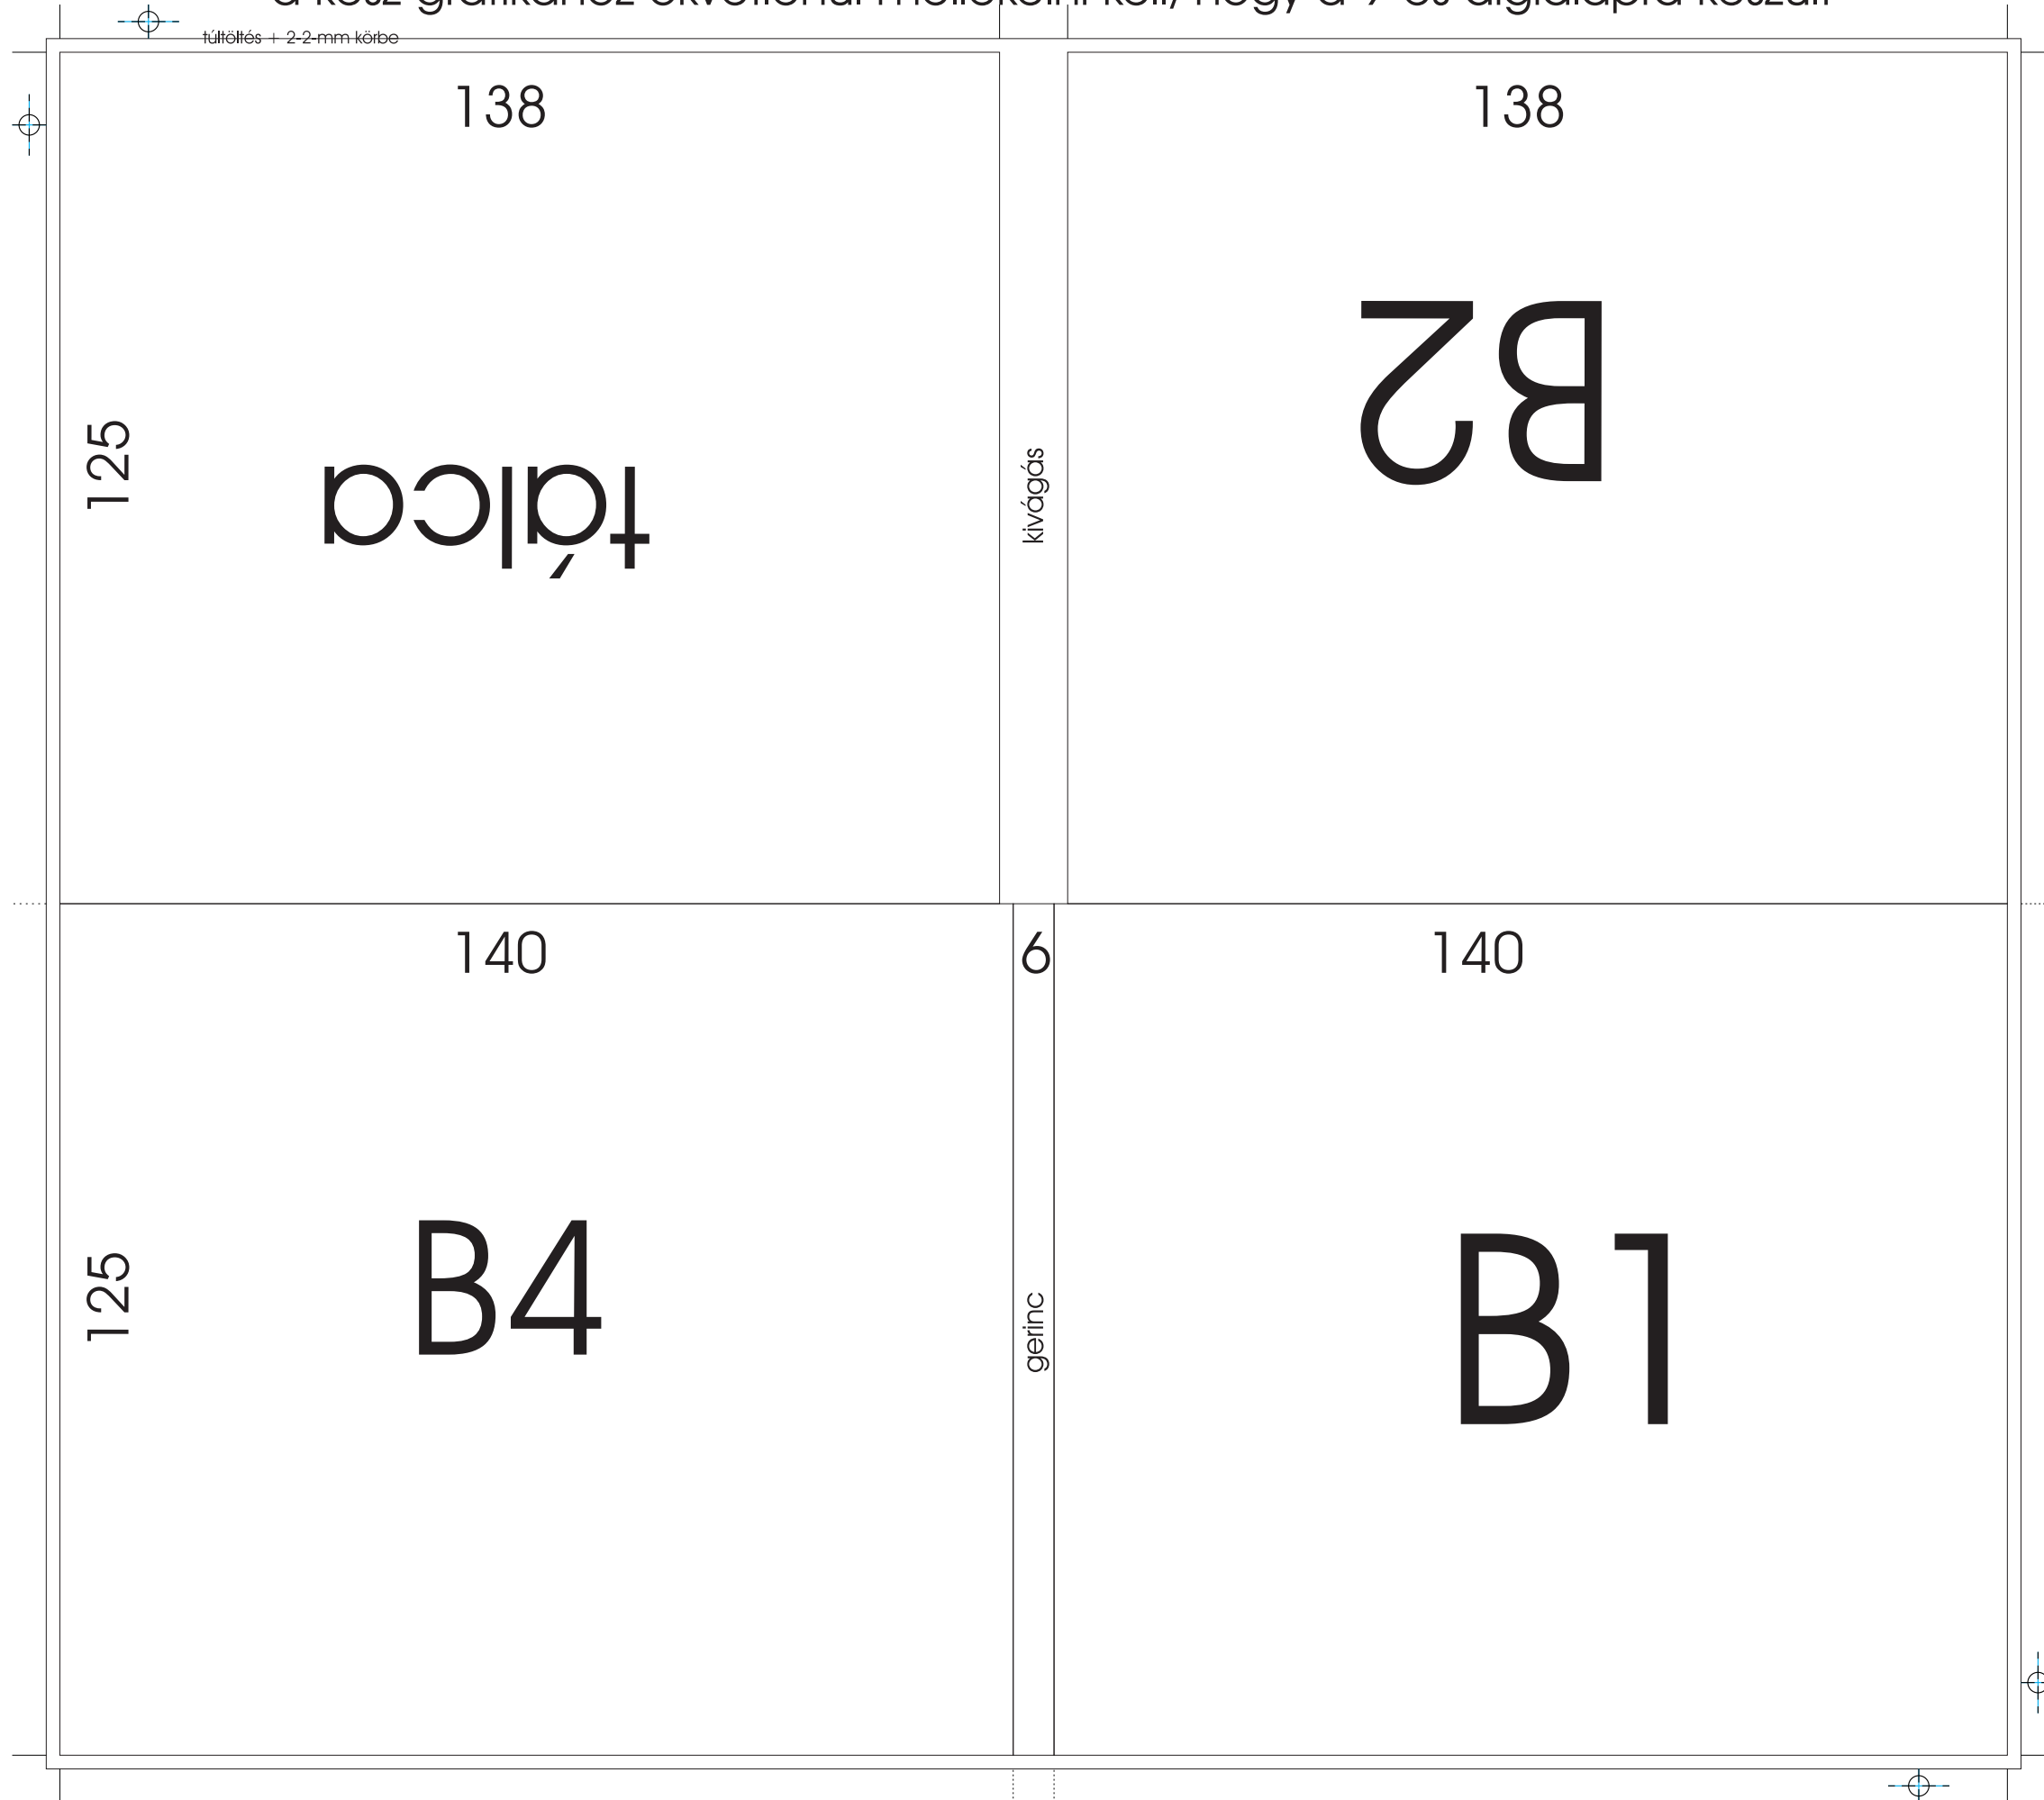 túltöltés + 2-2-mm körbe
138
138
125
tálca
kivágás
B2
140
6
140
125
B4
gerinc
B1